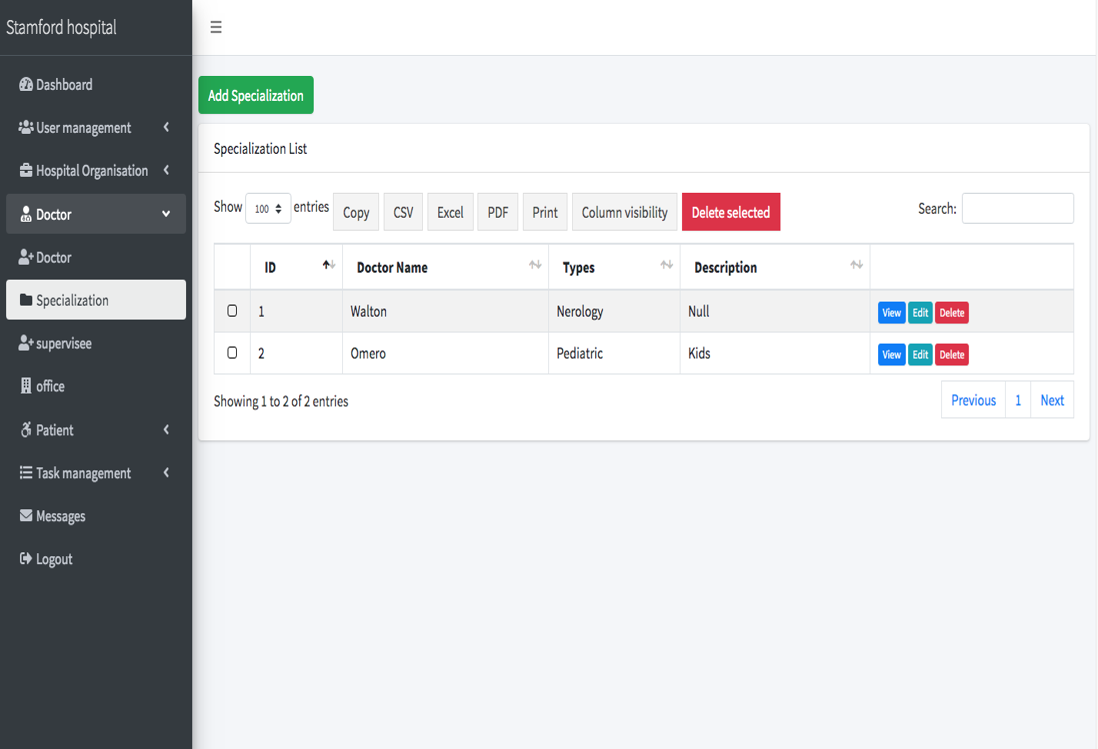 Stamford hospital
Dashboard
User management
Hospital Organisation
Doctor
Doctor
Specialization
supervisee
office
Patient
Task management
Messages
Logout
Add Specialization
Specialization List
Show 100 entries Copy CSV Excel PDF Print Column visibility Delete selected Search:
ID Doctor Name Types Description
1 Walton Nerology Null View Edit Delete
2 Omero Pediatric Kids View Edit Delete
Showing 1 to 2 of 2 entries Previous 1 Next